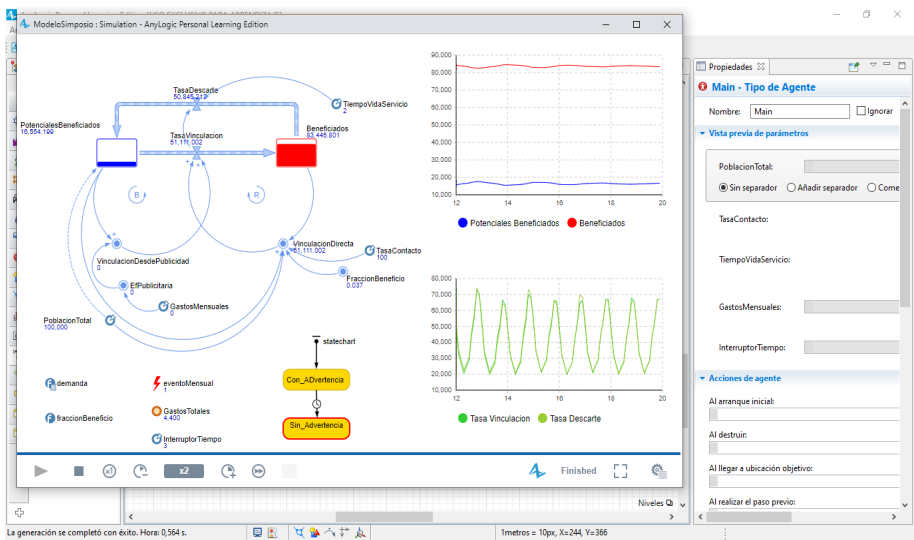 ModeloSimposio : Simulation - AnyLogic Personal Learning Edition
TasaDescarte
50,845.212
TiempoVidaServicio
2
PotencialesBeneficiados
16,554.199
TasaVinculacion
51,111.002
Beneficiados
83,445.801
B
R
VinculacionDirecta
51,111.002
TasaContacto
100
VinculacionDesdePublicidad
0
FraccionBeneficio
0.037
EfPublicitaria
0
GastosMensuales
0
PoblacionTotal
100,000
statechart
demanda
eventoMensual
1
Con_ADvertencia
fraccionBeneficio
GastosTotales
4,400
Sin_Advertencia
InterruptorTiempo
3
90,000
80,000
70,000
60,000
50,000
40,000
30,000
20,000
10,000
12 14 16 18 20
Potenciales Beneficiados Beneficiados
80,000
70,000
60,000
50,000
40,000
30,000
20,000
10,000
12 14 16 18 20
Tasa Vinculacion Tasa Descarte
x1 x2 Finished
Propiedades
Main - Tipo de Agente
Nombre: Main Ignorar
Vista previa de parámetros
PoblacionTotal:
Sin separador Añadir separador Come
TasaContacto:
TiempoVidaServicio:
GastosMensuales:
InterruptorTiempo:
Acciones de agente
Al arranque inicial:
Al destruir:
Al llegar a ubicación objetivo:
Al realizar el paso previo:
Niveles
La generación se completó con éxito. Hora: 0,564 s.
1metros = 10px, X=244, Y=366